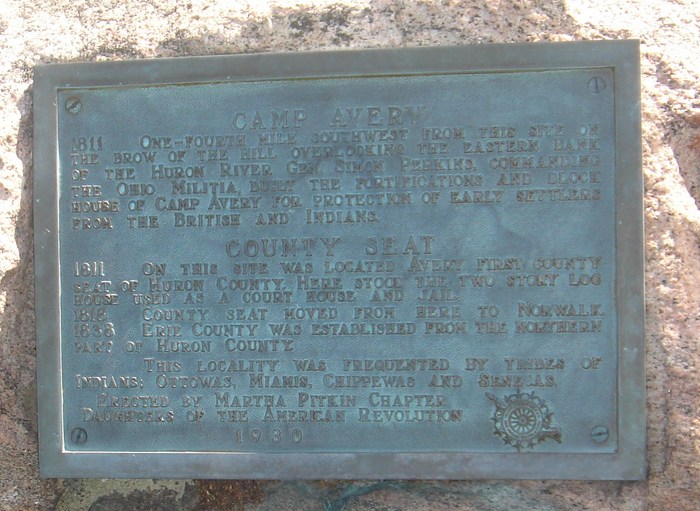 CAMP AVERY
1811 ONE-FOURTH MILE SOUTHWEST FROM THIS SITE ON
THE BROW OF THE HILL OVERLOOKING THE EASTERN BANK
OF THE HURON RIVER GEN. SIMON PERKINS, COMMANDING
THE OHIO MILITIA, BUILT THE FORTIFICATIONS AND BLOCK
HOUSE OF CAMP AVERY FOR PROTECTION OF EARLY SETTLERS
FROM THE BRITISH AND INDIANS.
COUNTY SEAT
1811 ON THIS SITE WAS LOCATED AVERY FIRST COUNTY
SEAT OF HURON COUNTY. HERE STOOD THE TWO STORY LOG
HOUSE USED AS A COURT HOUSE AND JAIL.
1818 COUNTY SEAT MOVED FROM HERE TO NORWALK.
1838 ERIE COUNTY WAS ESTABLISHED FROM THE NORTHERN
PART OF HURON COUNTY.
THIS LOCALITY WAS FREQUENTED BY TRIBES OF
INDIANS; OTTOWAS, MIAMIS, CHIPPEWAS AND SENECAS.
ERECTED BY MARTHA PITKIN CHAPTER
DAUGHTERS OF THE AMERICAN REVOLUTION
1930